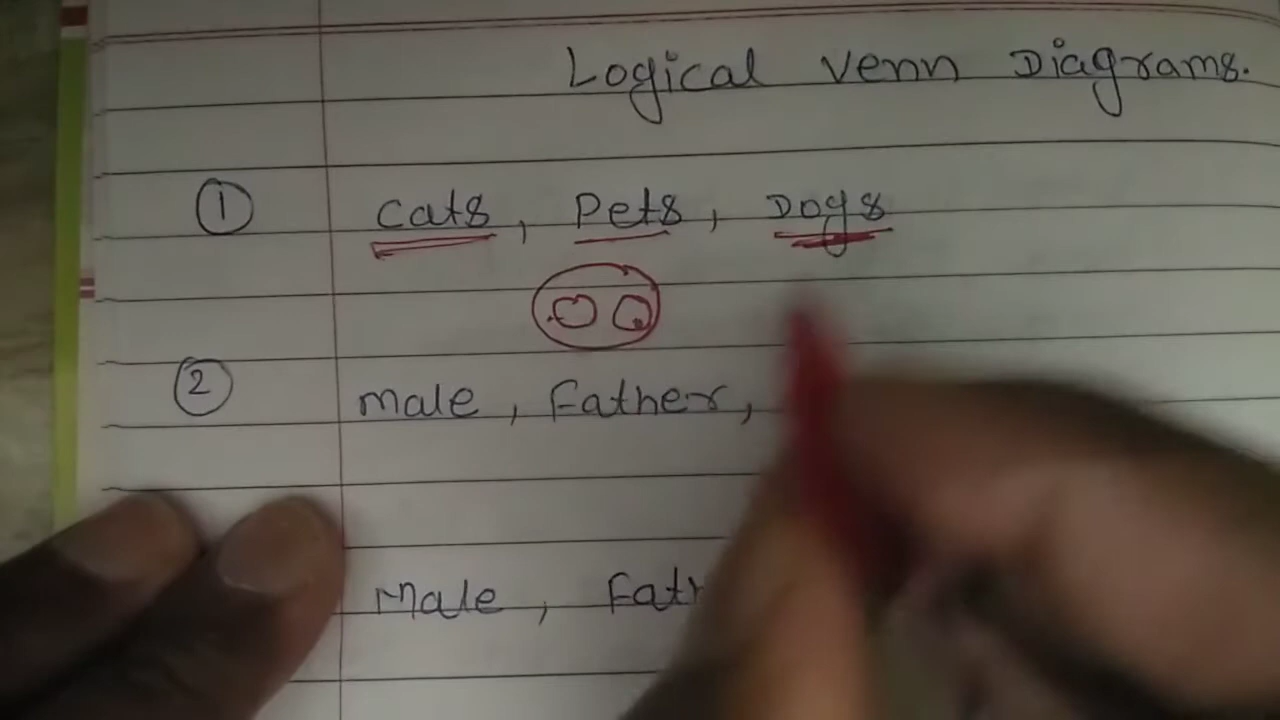 Logical Venn Diagrams.
① Cats, Pets, Dogs
② Male, Father,
Male,